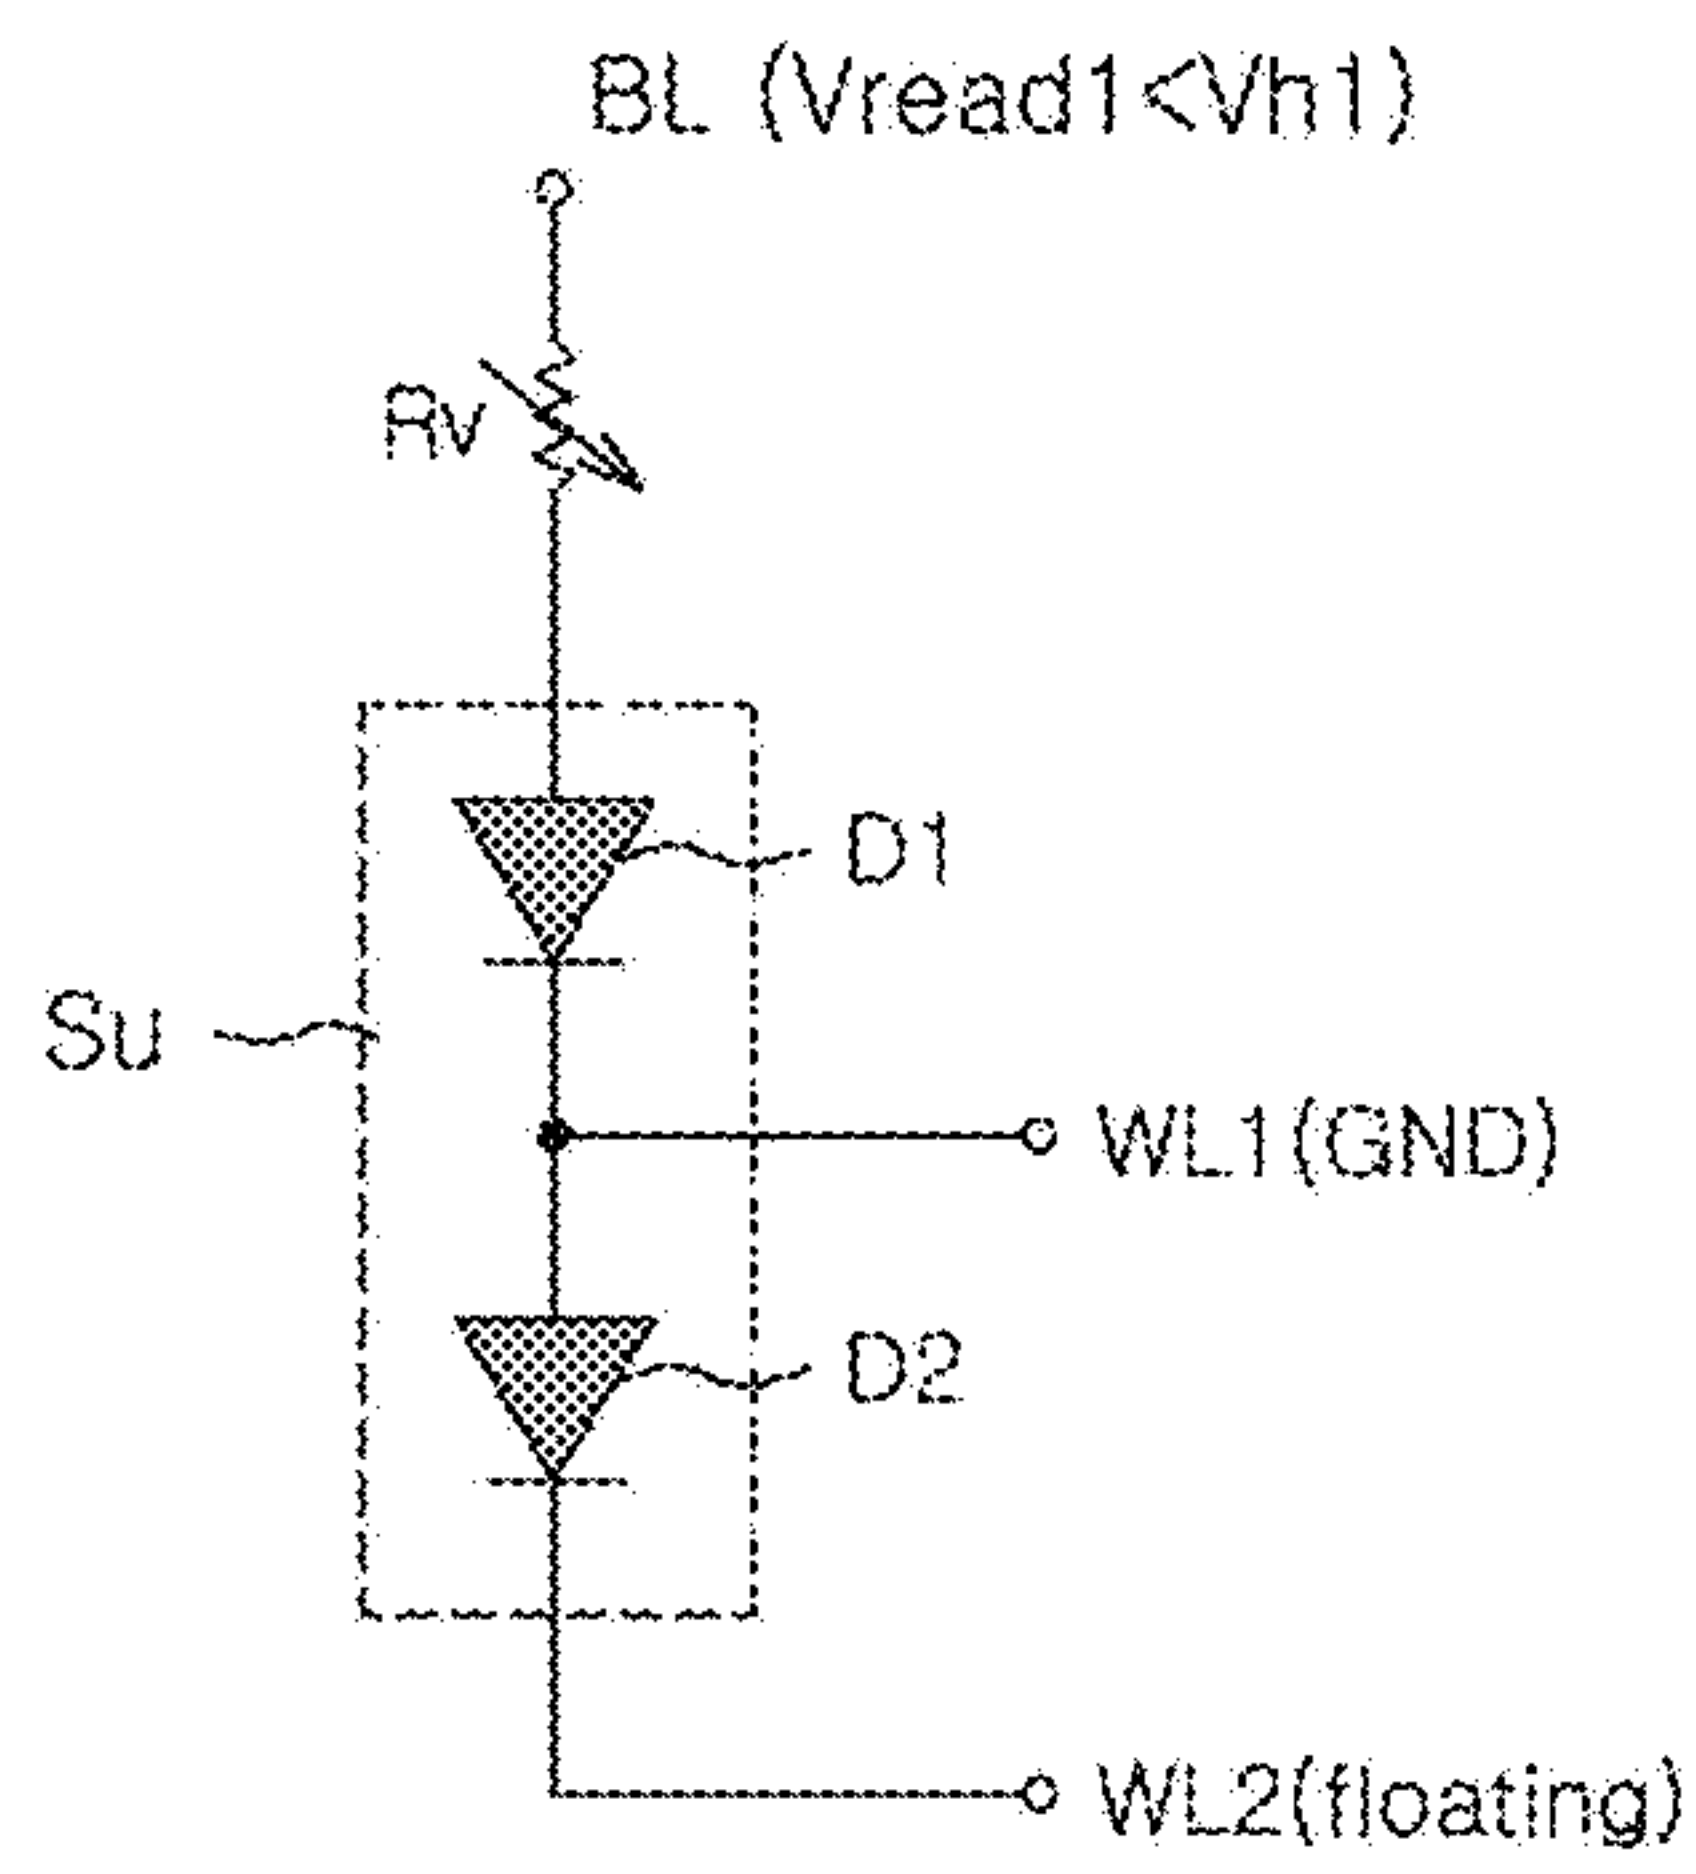 BL (Vread1<Vh1)
Rv
D1
Su
WL1(GND)
D2
WL2(floating)